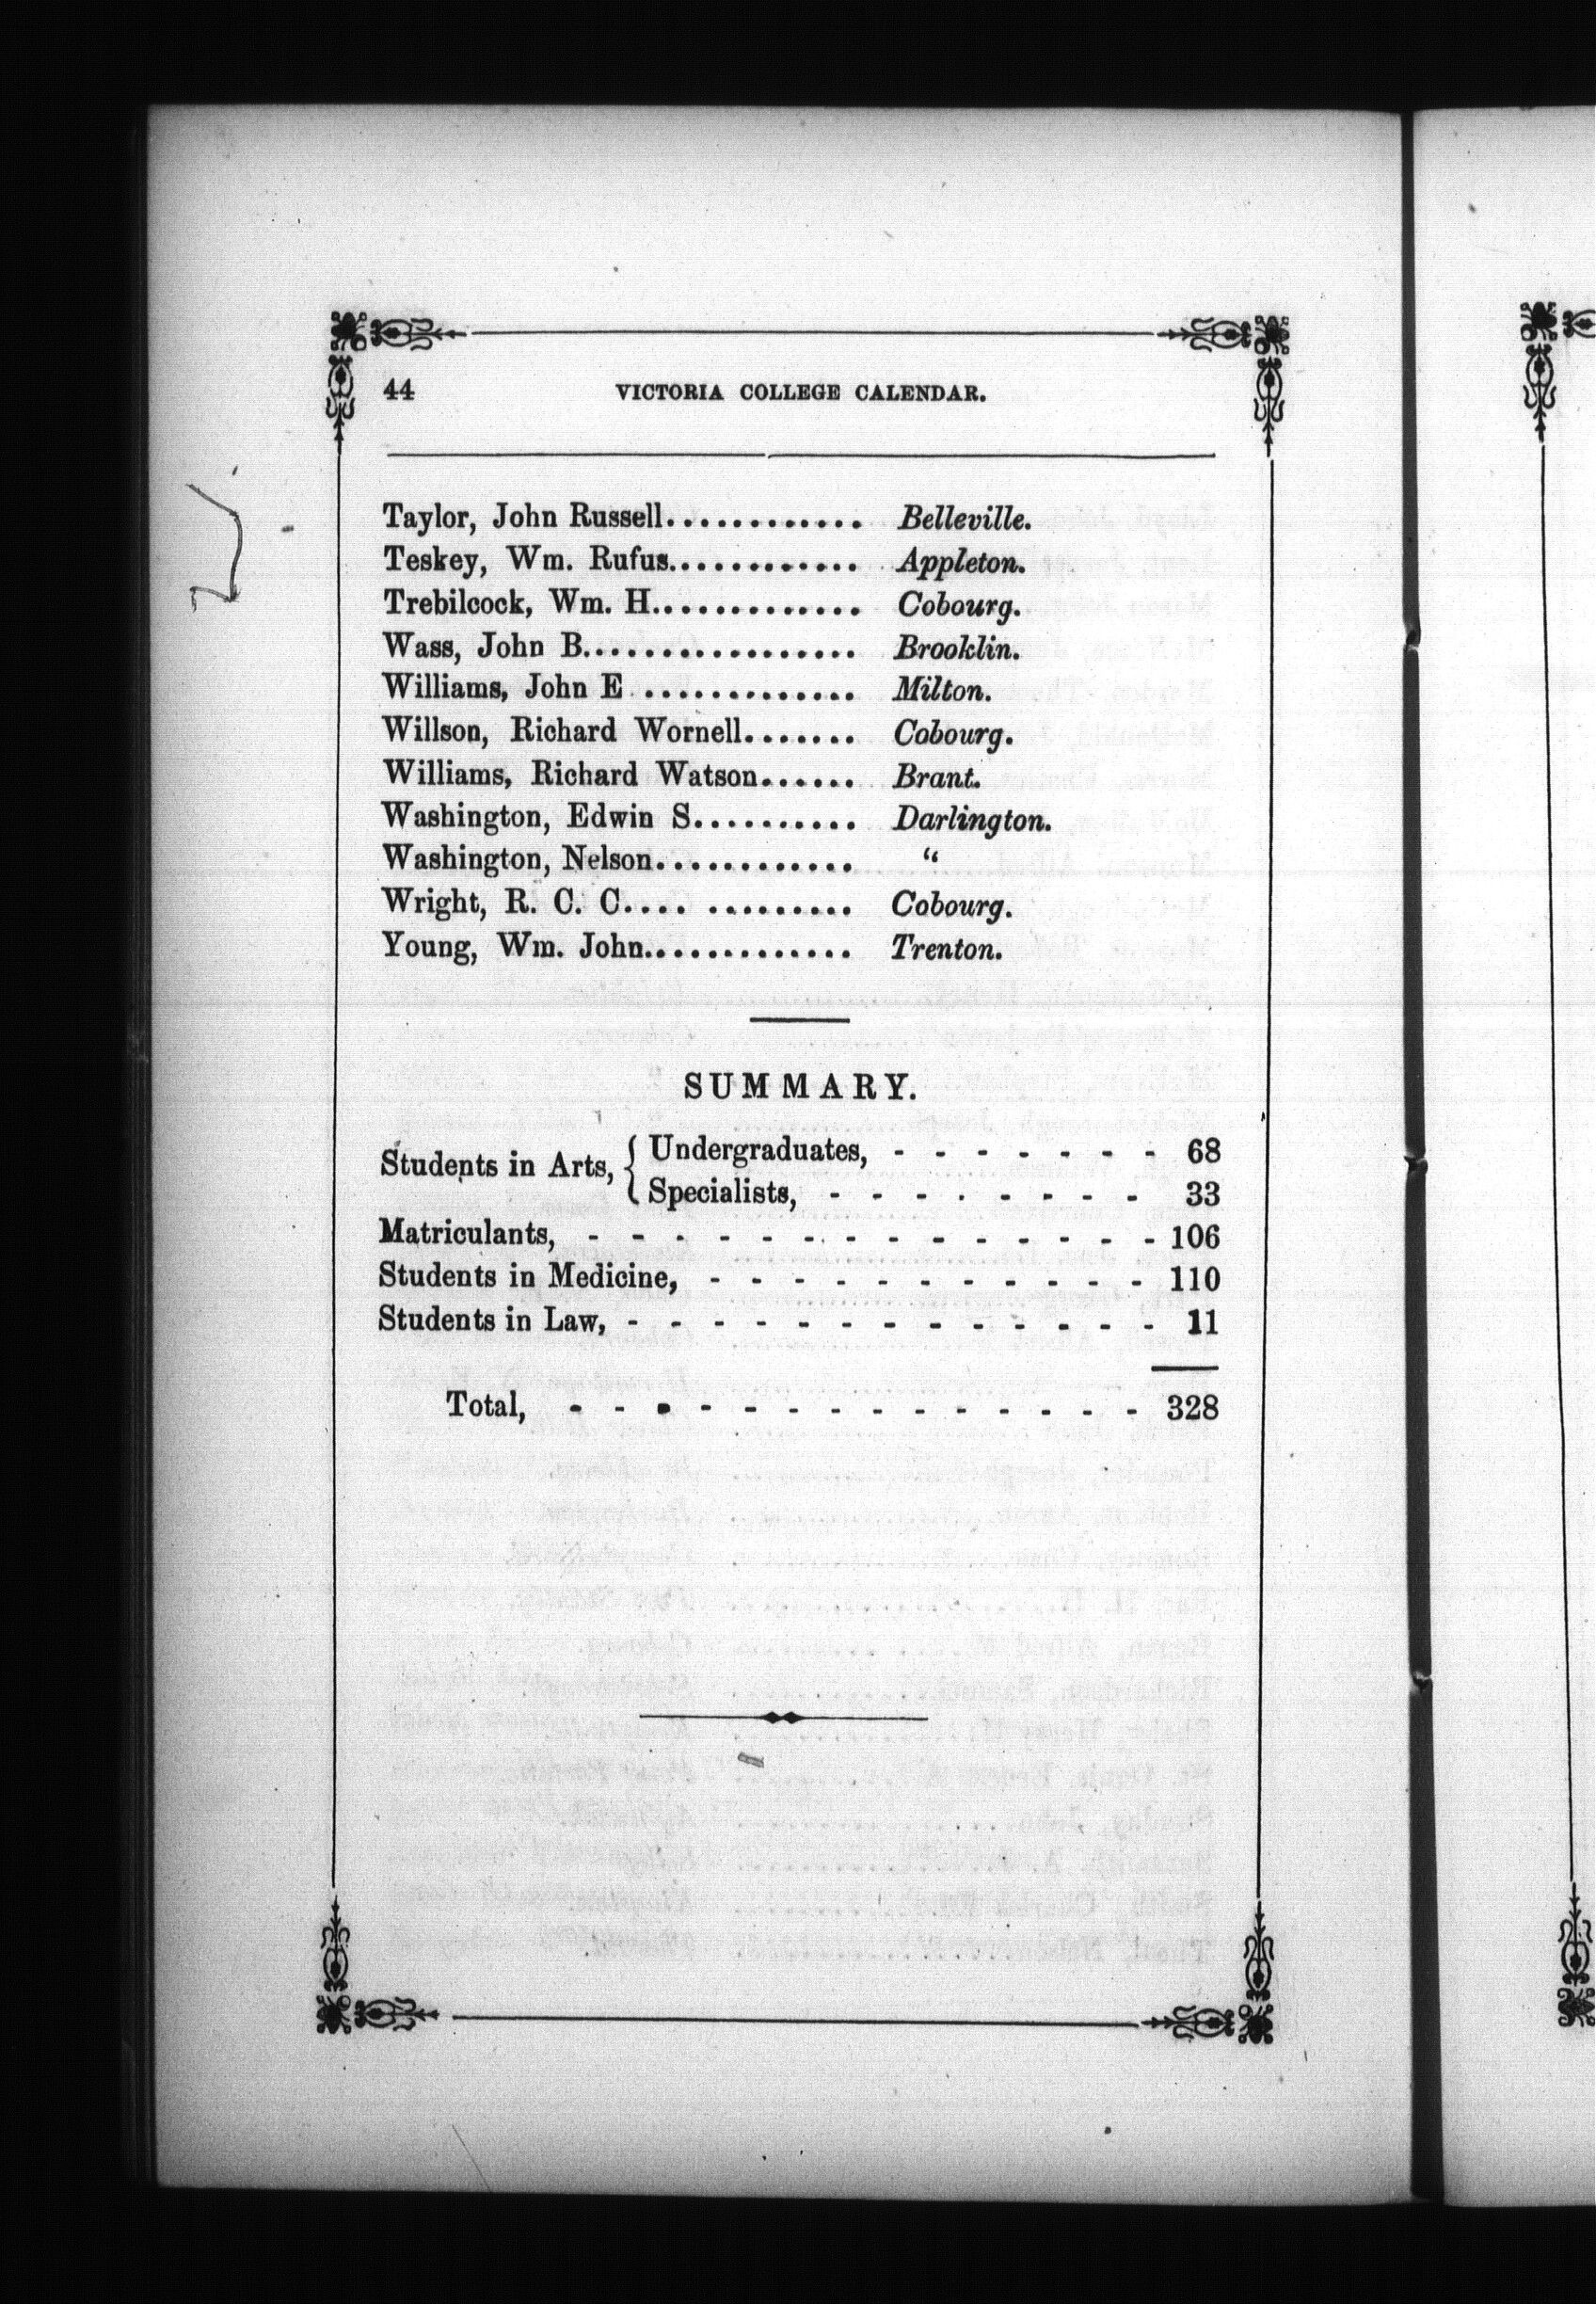 44 VICTORIA COLLEGE CALENDAR.
Taylor, John Russell............ Belleville.
Teskey, Wm. Rufus............ Appleton.
Trebilcock, Wm. H............. Cobourg.
Wass, John B................. Brooklin.
Williams, John E ............. Milton.
Willson, Richard Wornell....... Cobourg.
Williams, Richard Watson...... Brant.
Washington, Edwin S.......... Darlington.
Washington, Nelson............ “
Wright, R. C. C.... ......... Cobourg.
Young, Wm. John............. Trenton.
SUMMARY.
Students in Arts, { Undergraduates, - - - - - - - 68
Specialists, - - - - - - - - 33
Matriculants, - - - - - - - - - - - - - - 106
Students in Medicine, - - - - - - - - - - - 110
Students in Law, - - - - - - - - - - - - - 11
Total, - - - - - - - - - - - - - - 328